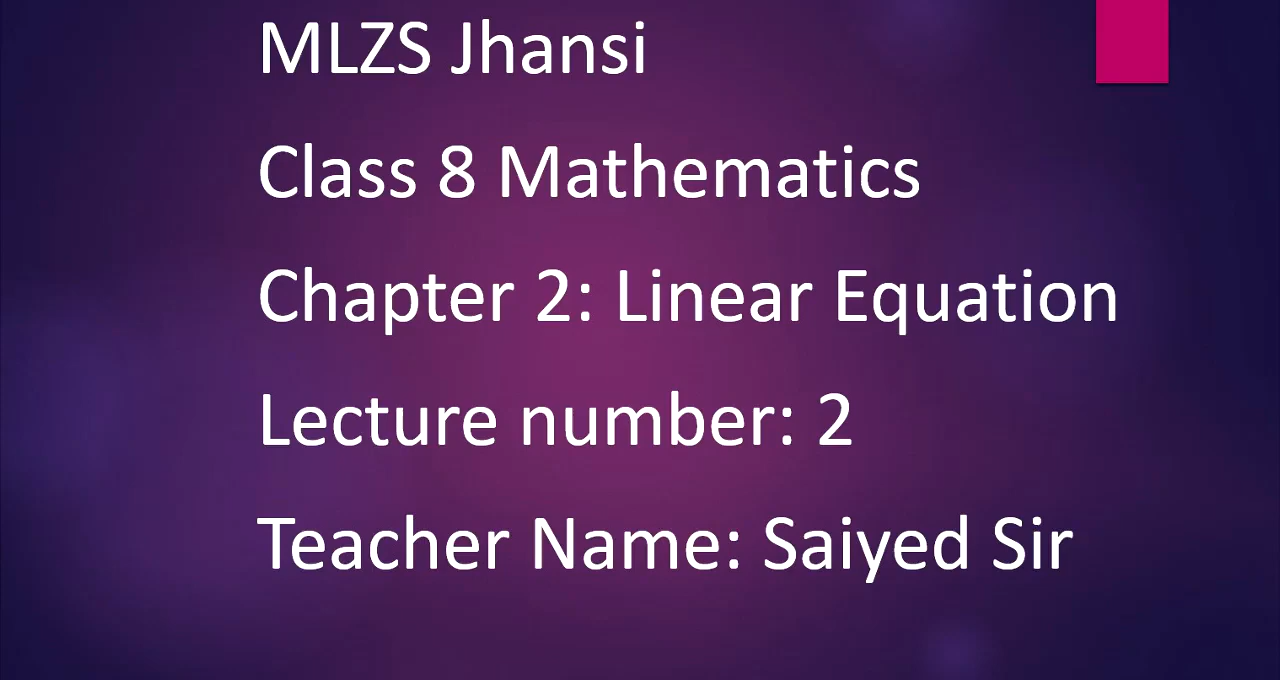 MLZS Jhansi
Class 8 Mathematics
Chapter 2: Linear Equation
Lecture number: 2
Teacher Name: Saiyed Sir